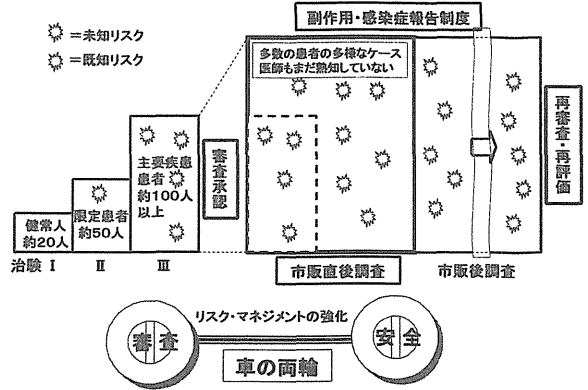 副作用・感染症報告制度
=未知リスク
=既知リスク
多数の患者の多様なケース
医師もまだ熟知していない
主要疾患
患者
約100人
以上
審査承認
再審査・再評価
限定患者
約50人
健常人
約20人
治験 Ⅰ Ⅱ Ⅲ
市販直後調査
市販後調査
リスク・マネジメントの強化
審査
安全
車の両輪